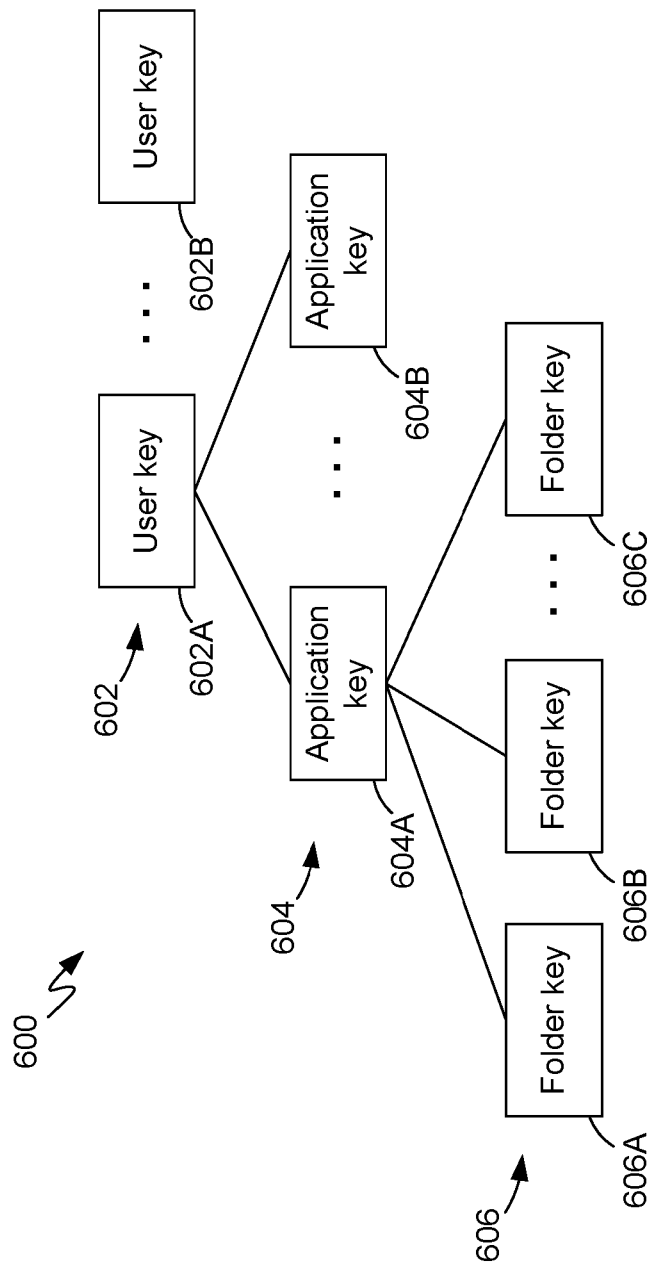 600
602
User key
602A
. . .
User key
602B
604
Application
key
604A
. . .
Application
key
604B
606
Folder key
606A
Folder key
606B
. . .
Folder key
606C